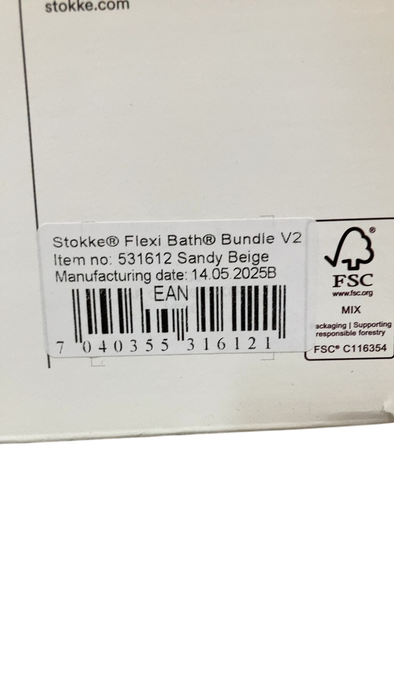 stokke.com
Stokke® Flexi Bath® Bundle V2
Item no: 531612 Sandy Beige
Manufacturing date: 14.05.2025B
EAN
7 040355 316121
®
FSC
www.fsc.org
MIX
ackaging | Supporting
responsible forestry
FSC® C116354